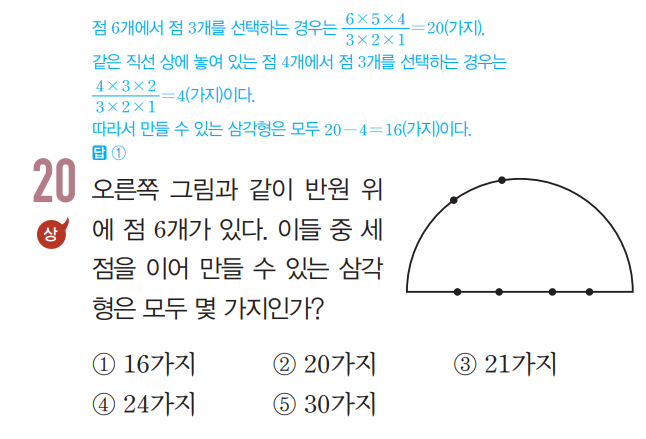 점 6개에서 점 3개를 선택하는 경우는 6×5×4/3×2×1=20(가지).
같은 직선 상에 놓여 있는 점 4개에서 점 3개를 선택하는 경우는
4×3×2/3×2×1=4(가지)이다.
따라서 만들 수 있는 삼각형은 모두 20-4=16(가지)이다.
답 ①
20
상
오른쪽 그림과 같이 반원 위
에 점 6개가 있다. 이들 중 세
점을 이어 만들 수 있는 삼각
형은 모두 몇 가지인가?
① 16가지 ② 20가지 ③ 21가지
④ 24가지 ⑤ 30가지